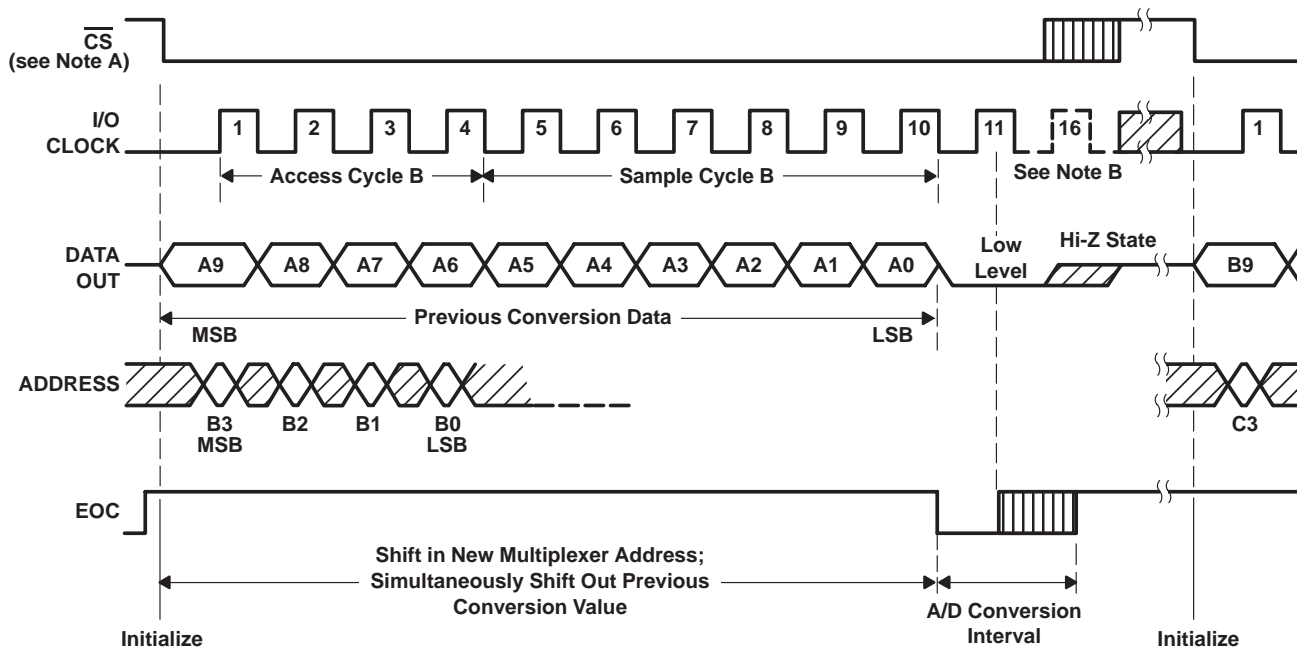 CS
(see Note A)
I/O
CLOCK
1 2 3 4 5 6 7 8 9 10 11 16 1
Access Cycle B Sample Cycle B See Note B
DATA
OUT
A9 A8 A7 A6 A5 A4 A3 A2 A1 A0
Low
Level
Hi-Z State
B9
Previous Conversion Data
MSB LSB
ADDRESS
B3 B2 B1 B0 C3
MSB LSB
EOC
Shift in New Multiplexer Address;
Simultaneously Shift Out Previous
Conversion Value
A/D Conversion
Interval
Initialize Initialize